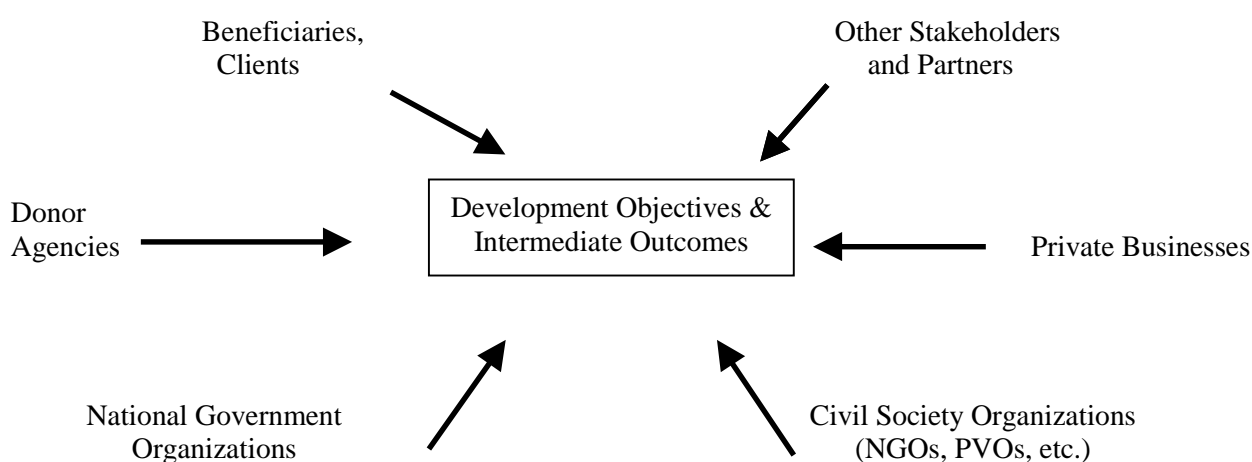 Beneficiaries,
Clients
Other Stakeholders
and Partners
Donor
Agencies
Development Objectives &
Intermediate Outcomes
Private Businesses
National Government
Organizations
Civil Society Organizations
(NGOs, PVOs, etc.)